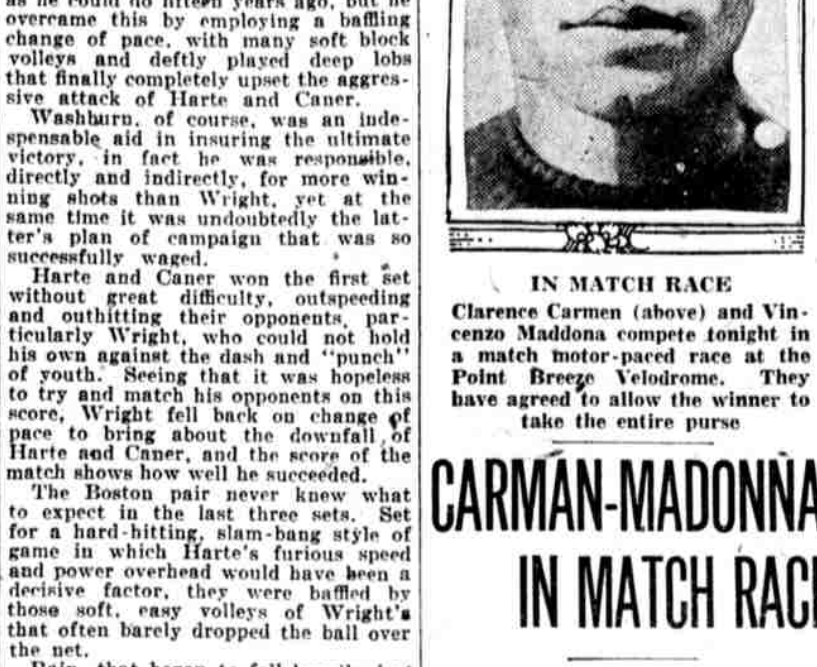 as he could do fifteen years ago, but he
overcame this by employing a baffling
change of pace, with many soft block
volleys and deftly played deep lobs
that finally completely upset the aggres-
sive attack of Harte and Caner.
Washburn, of course, was an inde-
spensable aid in insuring the ultimate
victory, in fact he was responsible,
directly and indirectly, for more win-
ning shots than Wright, yet at the
same time it was undoubtedly the lat-
ter's plan of campaign that was so
successfully waged.
Harte and Caner won the first set
without great difficulty, outspeeding
and outhitting their opponents, par-
ticularly Wright, who could not hold
his own against the dash and "punch"
of youth. Seeing that it was hopeless
to try and match his opponents on this
score, Wright fell back on change of
pace to bring about the downfall of
Harte and Caner, and the score of the
match shows how well he succeeded.
The Boston pair never knew what
to expect in the last three sets. Set
for a hard-hitting, slam-bang style of
game in which Harte's furious speed
and power overhead would have been a
decisive factor, they were baffled by
those soft, easy volleys of Wright's
that often barely dropped the ball over
the net.
IN MATCH RACE
Clarence Carmen (above) and Vin-
cenzo Maddona compete tonight in
a match motor-paced race at the
Point Breeze Velodrome. They
have agreed to allow the winner to
take the entire purse
CARMAN-MADONNA
IN MATCH RACE